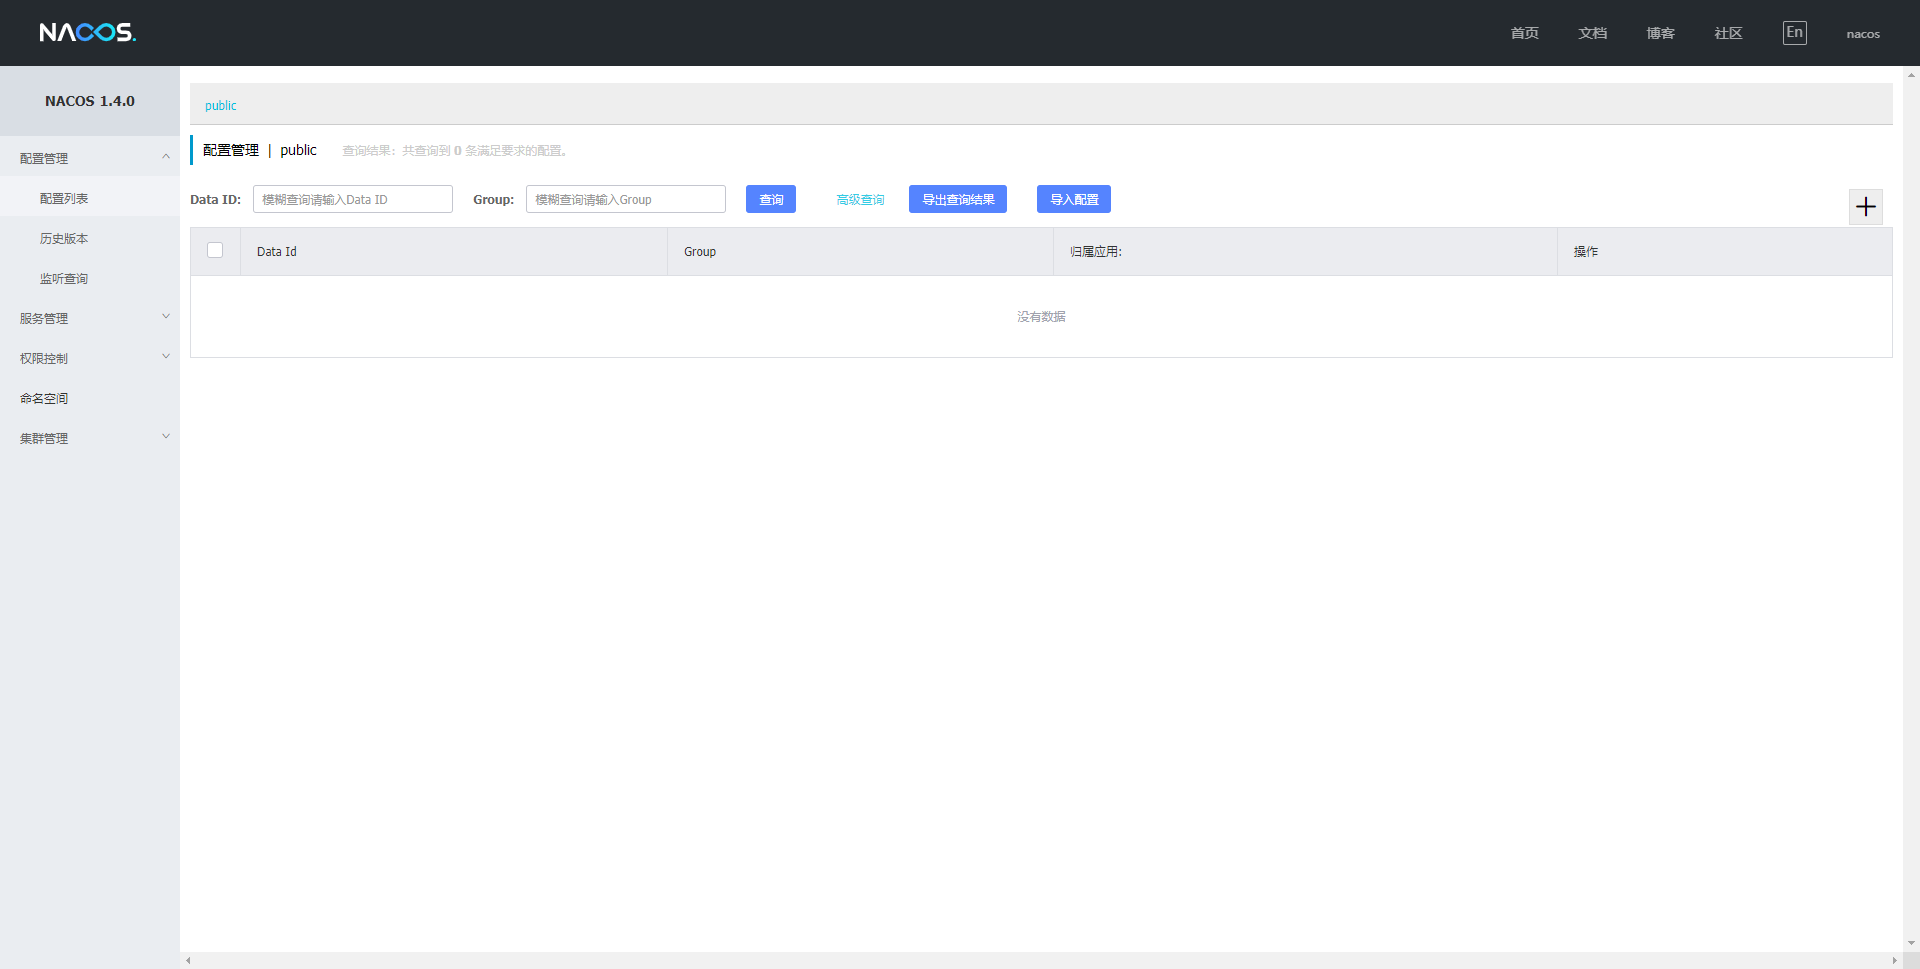 NACOS.
首页 文档 博客 社区 En nacos
NACOS 1.4.0
配置管理
配置列表
历史版本
监听查询
服务管理
权限控制
命名空间
集群管理
public
配置管理 | public 查询结果：共查询到 0 条满足要求的配置。
Data ID: 模糊查询请输入Data ID Group: 模糊查询请输入Group 查询 高级查询 导出查询结果 导入配置
Data Id Group 归属应用: 操作
没有数据